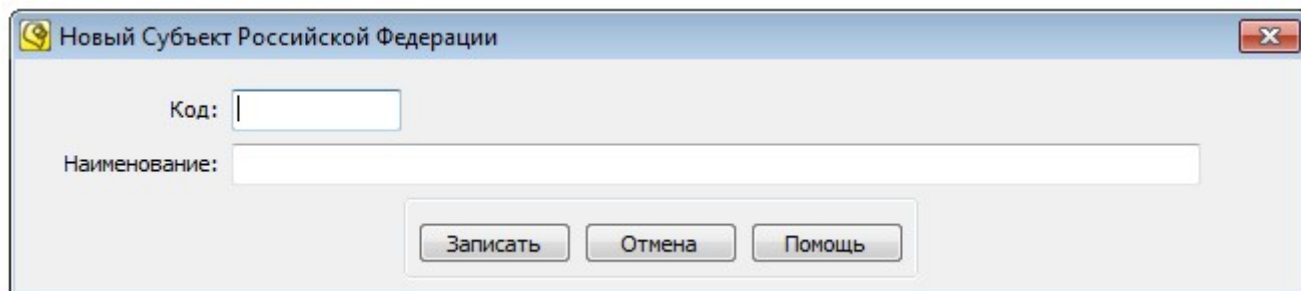 Новый Субъект Российской Федерации
Код:
Наименование:
Записать Отмена Помощь